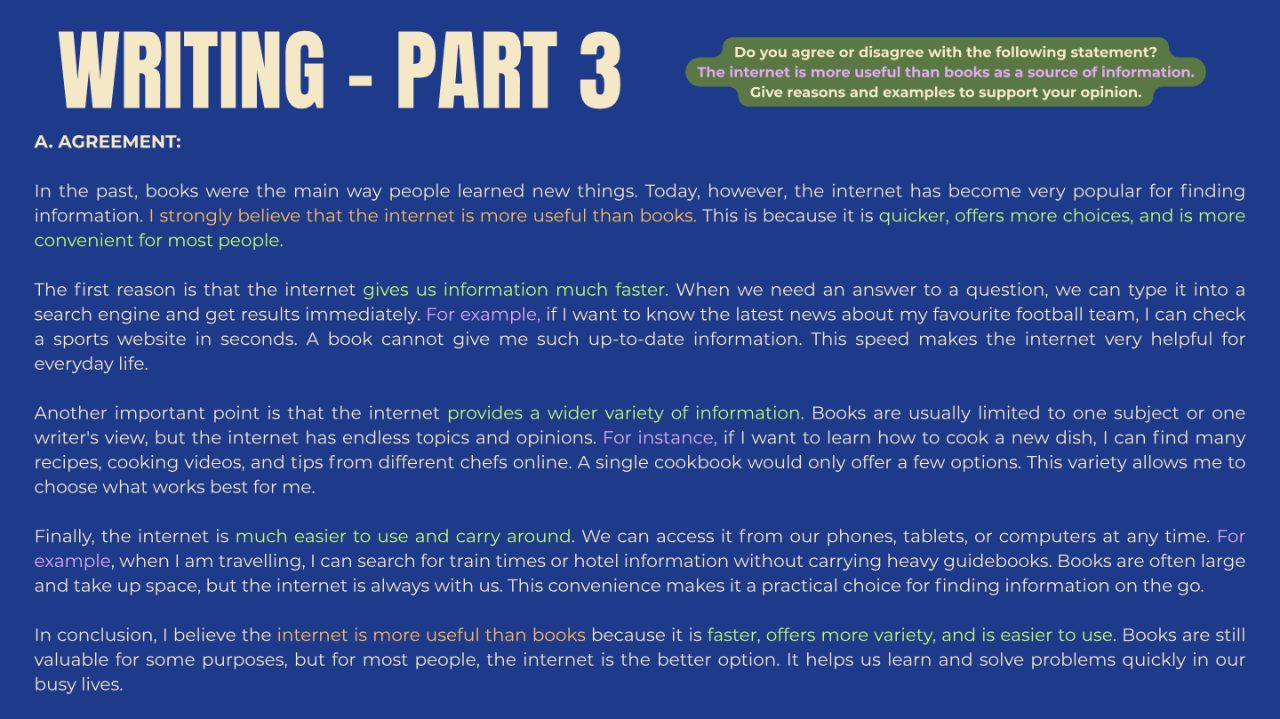 WRITING - PART 3
Do you agree or disagree with the following statement?
The internet is more useful than books as a source of information.
Give reasons and examples to support your opinion.
A. AGREEMENT:
In the past, books were the main way people learned new things. Today, however, the internet has become very popular for finding
information. I strongly believe that the internet is more useful than books. This is because it is quicker, offers more choices, and is more
convenient for most people.
The first reason is that the internet gives us information much faster. When we need an answer to a question, we can type it into a
search engine and get results immediately. For example, if I want to know the latest news about my favourite football team, I can check
a sports website in seconds. A book cannot give me such up-to-date information. This speed makes the internet very helpful for
everyday life.
Another important point is that the internet provides a wider variety of information. Books are usually limited to one subject or one
writer's view, but the internet has endless topics and opinions. For instance, if I want to learn how to cook a new dish, I can find many
recipes, cooking videos, and tips from different chefs online. A single cookbook would only offer a few options. This variety allows me to
choose what works best for me.
Finally, the internet is much easier to use and carry around. We can access it from our phones, tablets, or computers at any time. For
example, when I am travelling, I can search for train times or hotel information without carrying heavy guidebooks. Books are often large
and take up space, but the internet is always with us. This convenience makes it a practical choice for finding information on the go.
In conclusion, I believe the internet is more useful than books because it is faster, offers more variety, and is easier to use. Books are still
valuable for some purposes, but for most people, the internet is the better option. It helps us learn and solve problems quickly in our
busy lives.